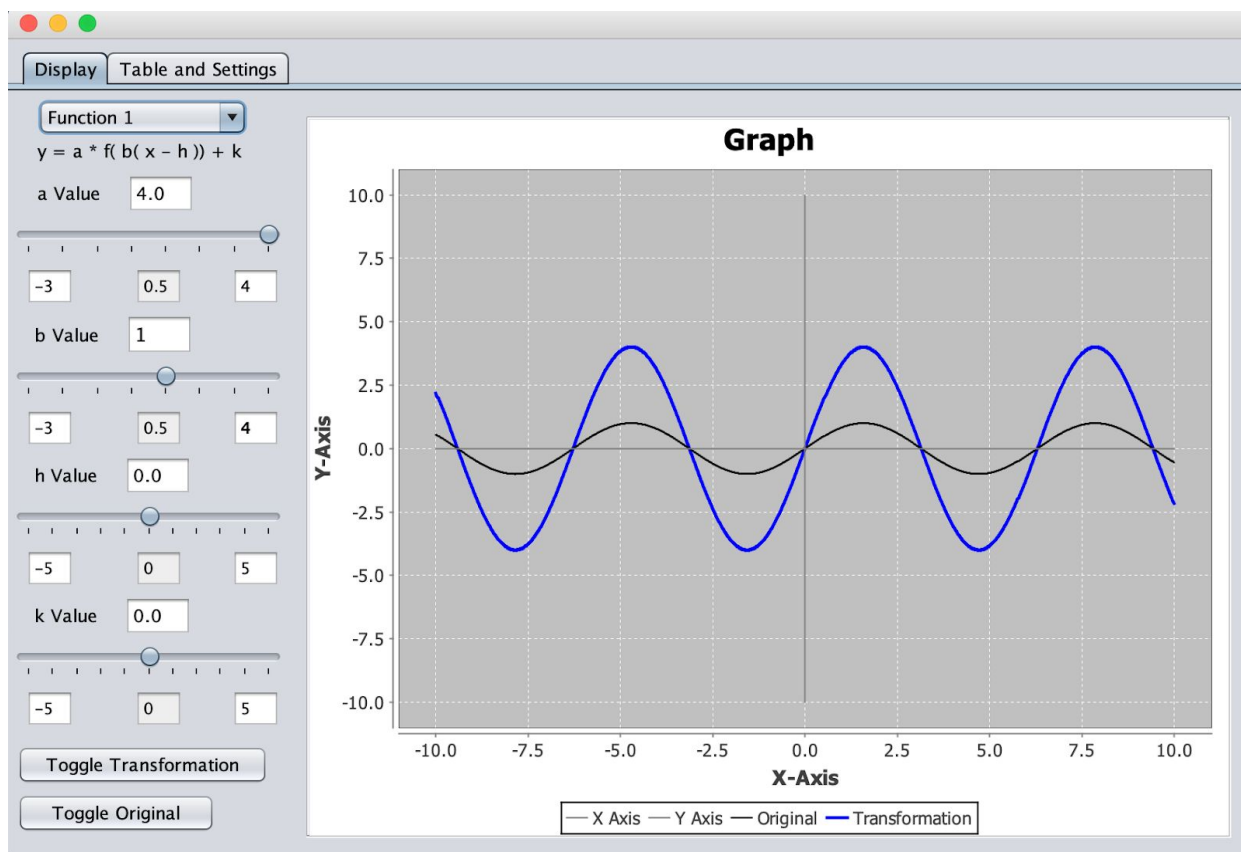 Display Table and Settings
Function 1
y = a * f( b( x – h )) + k
a Value 4.0
-3 0.5 4
b Value 1
-3 0.5 4
h Value 0.0
-5 0 5
k Value 0.0
-5 0 5
Toggle Transformation
Toggle Original
Graph
10.0
7.5
5.0
2.5
0.0
-2.5
-5.0
-7.5
-10.0
Y-Axis
-10.0 -7.5 -5.0 -2.5 0.0 2.5 5.0 7.5 10.0
X-Axis
X Axis Y Axis Original Transformation